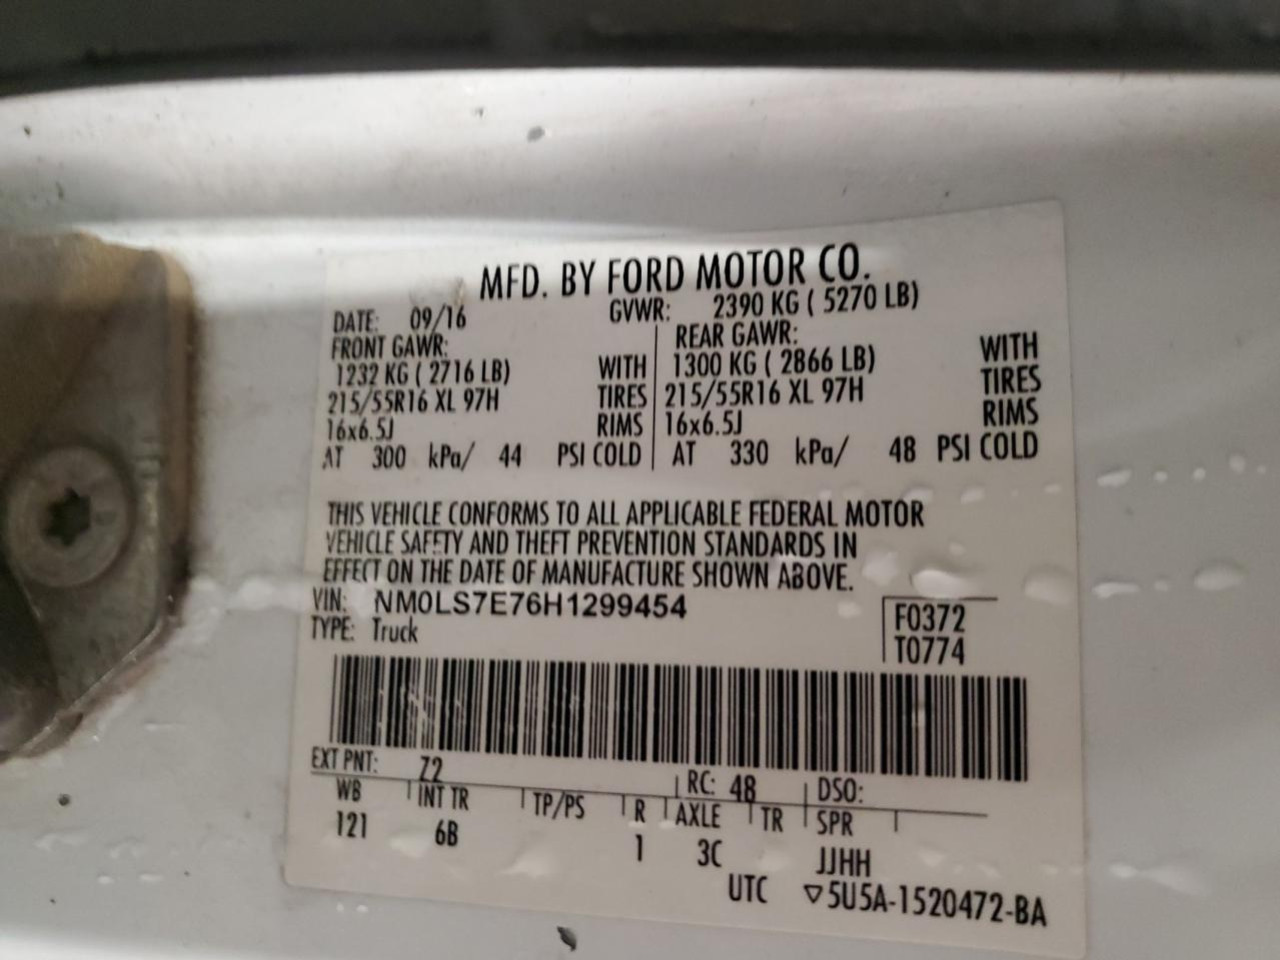 MFD. BY FORD MOTOR CO.
DATE: 09/16 GVWR: 2390 KG ( 5270 LB)
FRONT GAWR: REAR GAWR:
1232 KG ( 2716 LB) WITH 1300 KG ( 2866 LB) WITH
215/55R16 XL 97H TIRES 215/55R16 XL 97H TIRES
16x6.5J RIMS 16x6.5J RIMS
AT 300 kPa/ 44 PSI COLD AT 330 kPa/ 48 PSI COLD
THIS VEHICLE CONFORMS TO ALL APPLICABLE FEDERAL MOTOR
VEHICLE SAFETY AND THEFT PREVENTION STANDARDS IN
EFFECT ON THE DATE OF MANUFACTURE SHOWN ABOVE.
VIN: NM0LS7E76H1299454 F0372
TYPE: Truck T0774
EXT PNT: Z2 RC: 48 DSO:
WB INT TR TP/PS R AXLE TR SPR
121 6B 1 3C JJHH
UTC ▽5U5A-1520472-BA